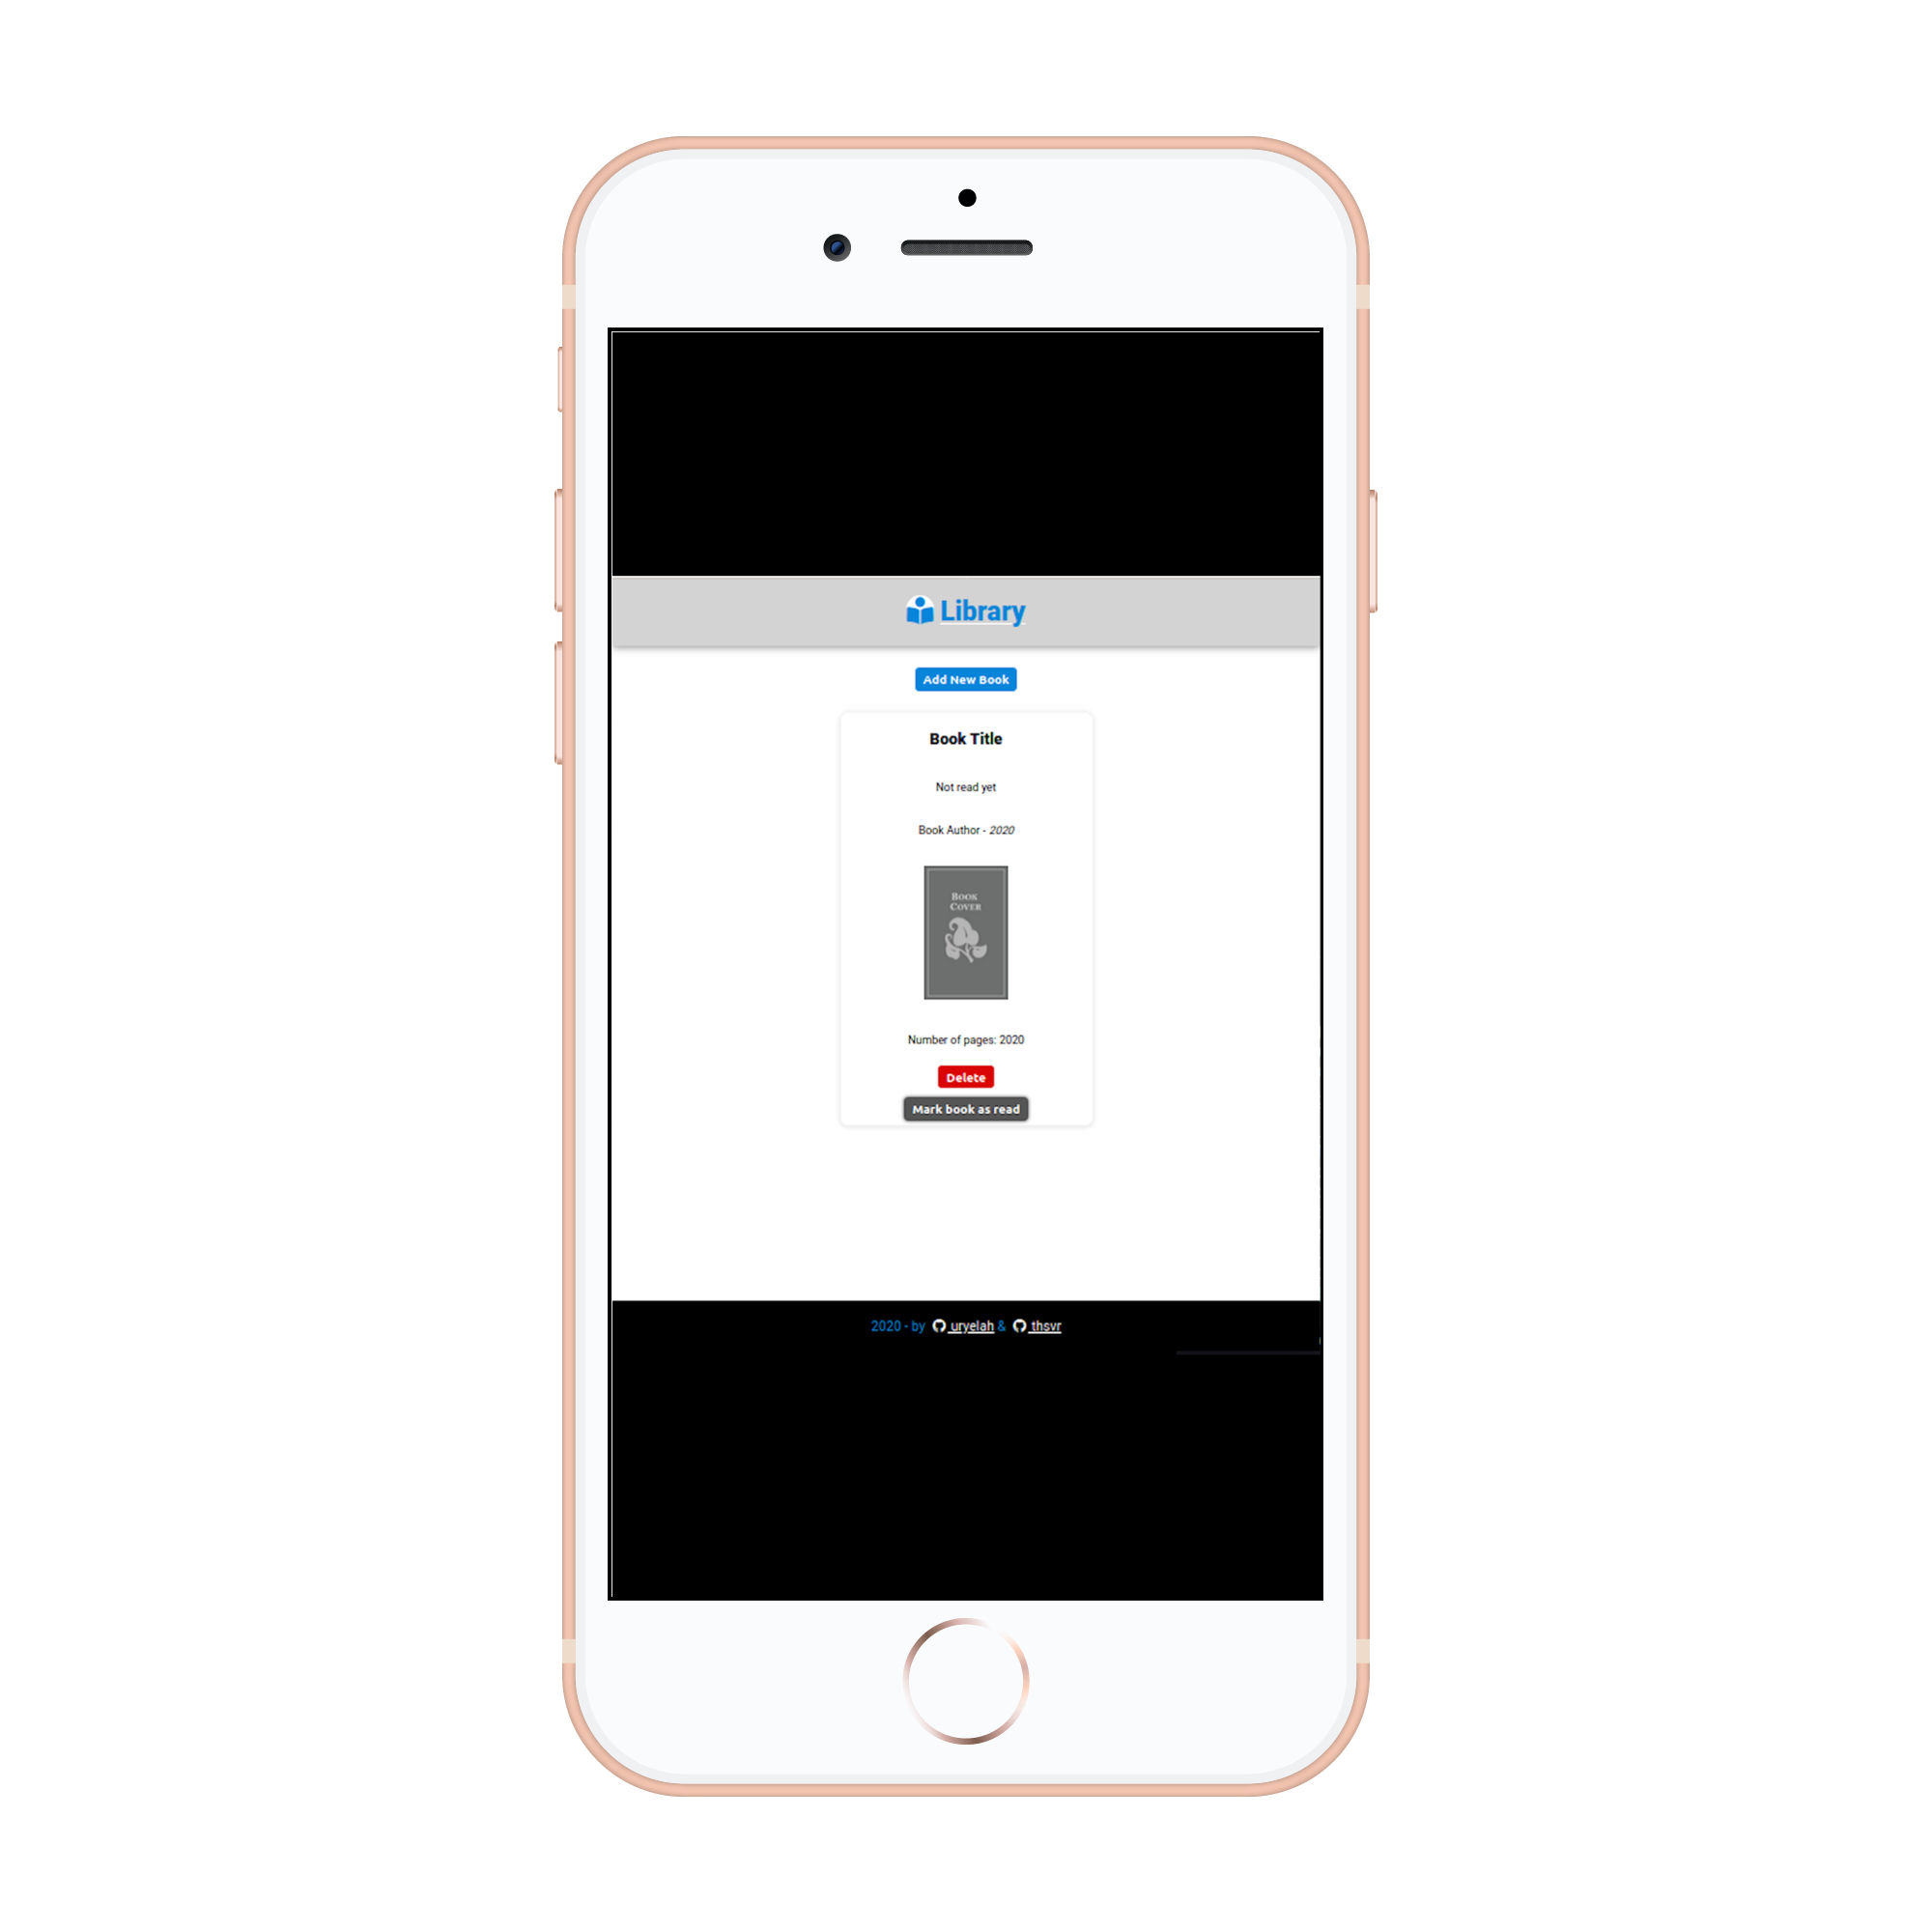 Library
Add New Book
Book Title
Not read yet
Book Author - 2020
BOOK
COVER
Number of pages: 2020
Delete
Mark book as read
2020 - by uryelah & thsvr